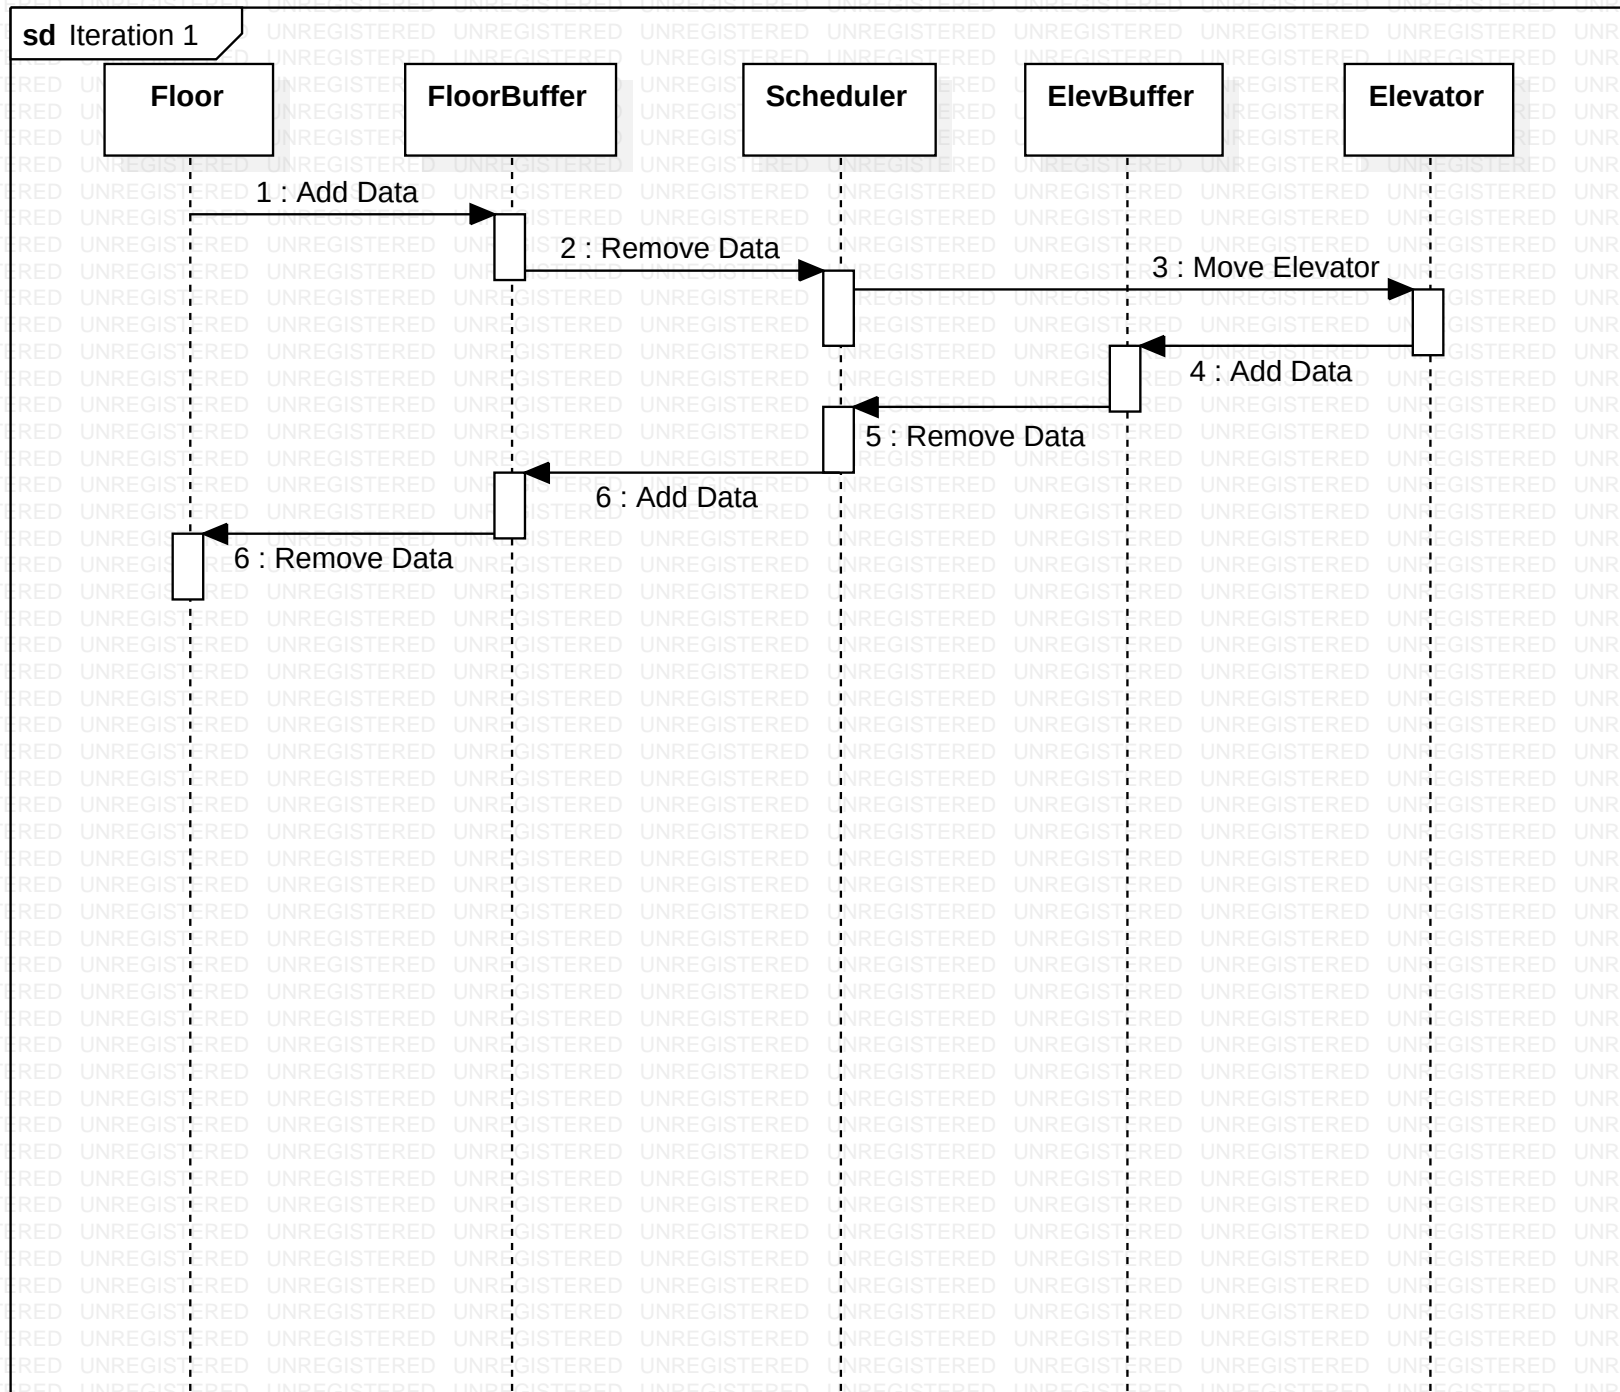 sd Iteration 1
Floor
FloorBuffer
Scheduler
ElevBuffer
Elevator
1 : Add Data
2 : Remove Data
3 : Move Elevator
4 : Add Data
5 : Remove Data
6 : Add Data
6 : Remove Data
UNREGISTERED